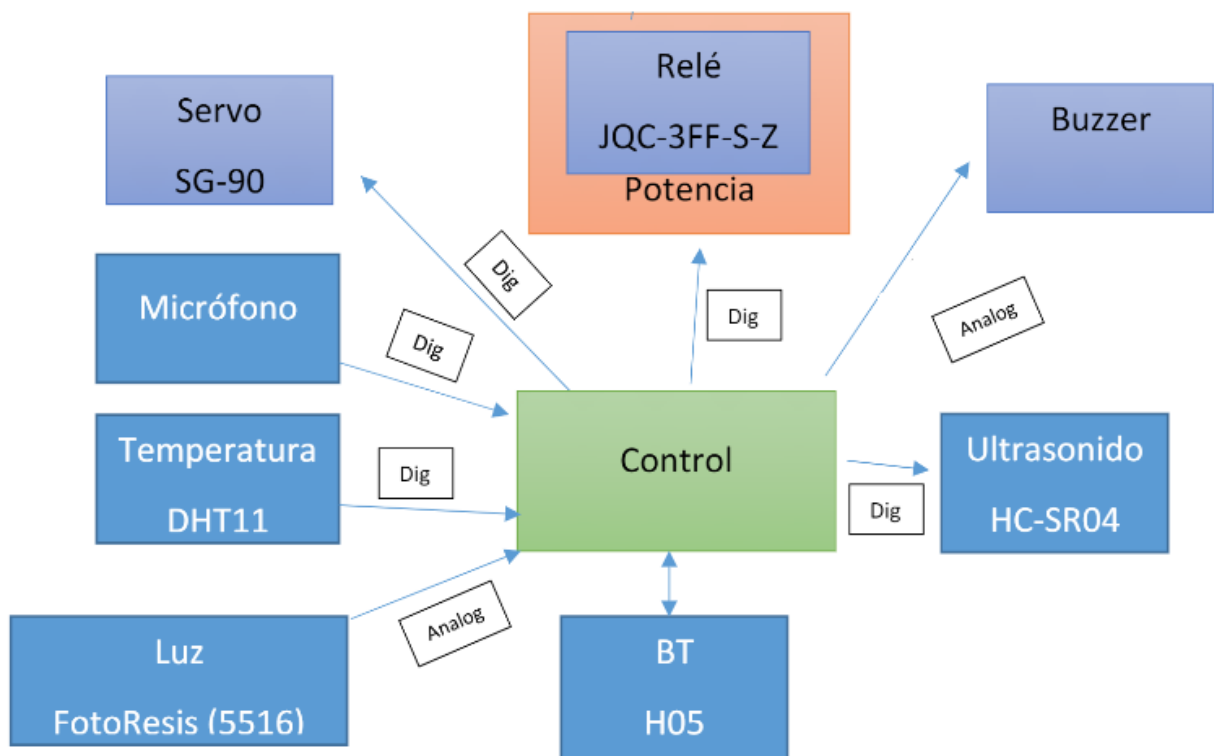 Servo
SG-90
Relé
JQC-3FF-S-Z
Potencia
Buzzer
Dig
Dig
Analog
Micrófono
Dig
Temperatura
DHT11
Dig
Control
Ultrasonido
HC-SR04
Dig
Luz
FotoResis (5516)
Analog
BT
H05